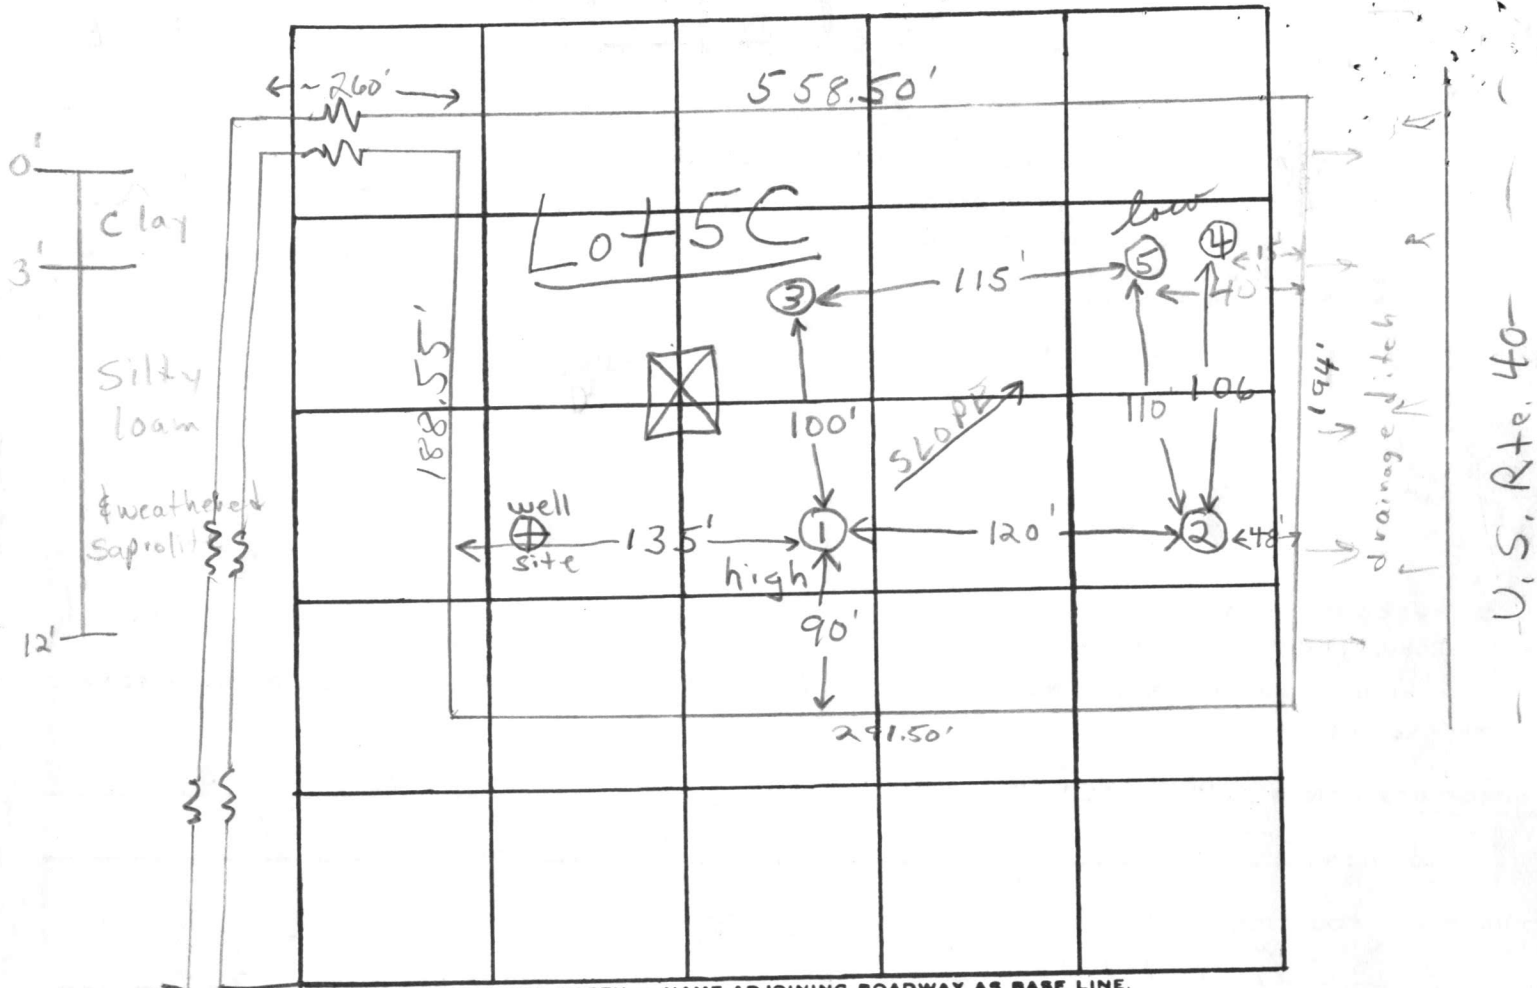 ~260'
558.50'
0'
Clay
3'
Lot 5C
low
5
4
15'
3
115'
40'
Silty
loam
& weathered
saprolit
12'
188.55'
100'
SLOPE
110'
106
194'
drainage ditch
U.S. Rte. 40
well
site
135'
1
120'
2
48'
high
90'
291.50'
NAME ADJOINING ROADWAY AS BASE LINE.